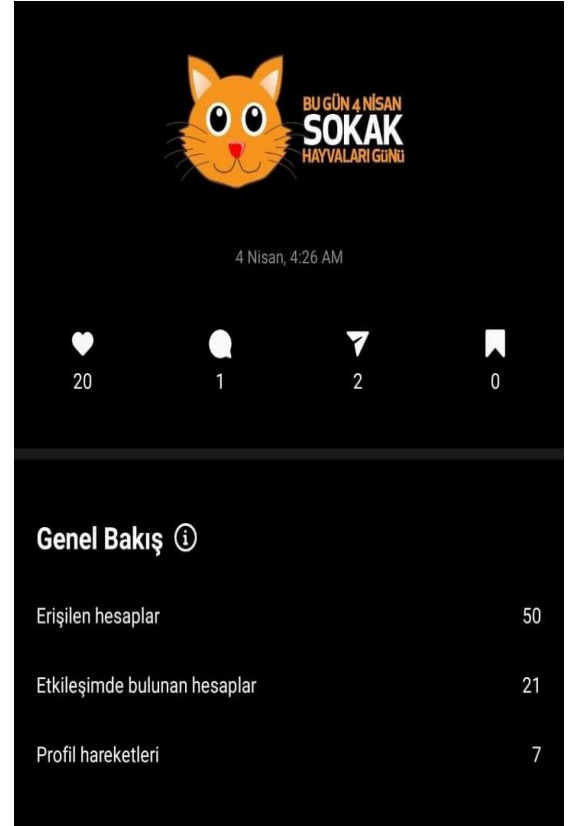 BU GÜN 4 NİSAN
SOKAK
HAYVALARI GÜNÜ
4 Nisan, 4:26 AM
20 1 2 0
Genel Bakış
Erişilen hesaplar 50
Etkileşimde bulunan hesaplar 21
Profil hareketleri 7